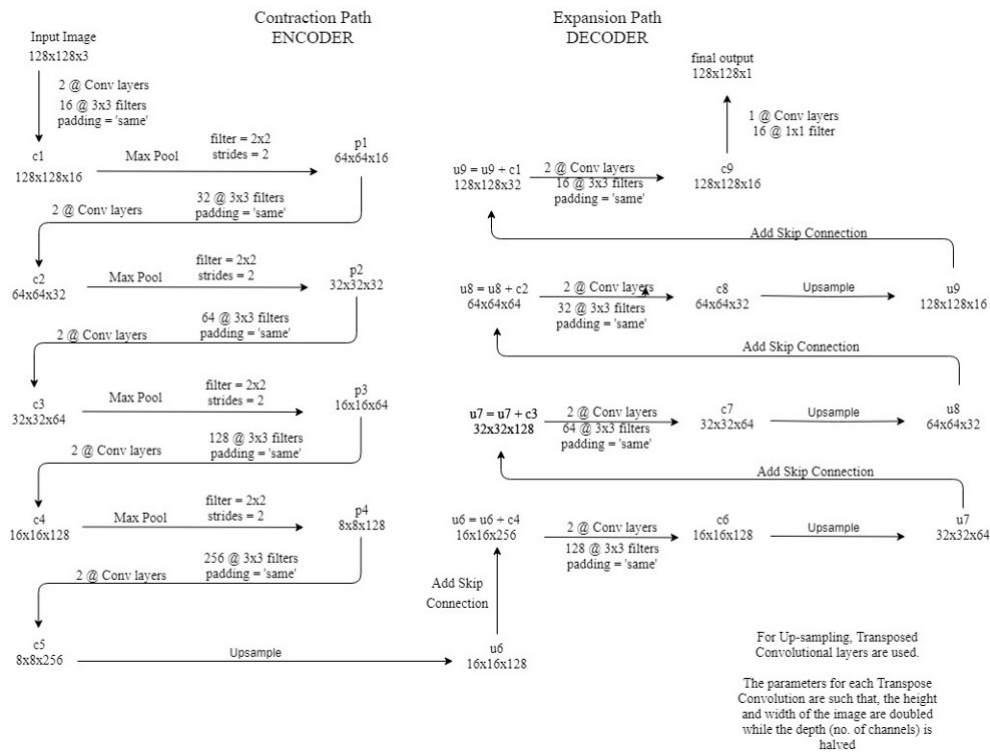 Contraction Path
ENCODER
Input Image
128x128x3
2 @ Conv layers
16 @ 3x3 filters
padding = 'same'
c1
128x128x16
Max Pool
filter = 2x2
strides = 2
p1
64x64x16
2 @ Conv layers
32 @ 3x3 filters
padding = 'same'
c2
64x64x32
Max Pool
filter = 2x2
strides = 2
p2
32x32x32
2 @ Conv layers
64 @ 3x3 filters
padding = 'same'
c3
32x32x64
Max Pool
filter = 2x2
strides = 2
p3
16x16x64
2 @ Conv layers
128 @ 3x3 filters
padding = 'same'
c4
16x16x128
Max Pool
filter = 2x2
strides = 2
p4
8x8x128
2 @ Conv layers
256 @ 3x3 filters
padding = 'same'
c5
8x8x256
Upsample
u6
16x16x128
Add Skip
Connection
Expansion Path
DECODER
u6 = u6 + c4
16x16x256
2 @ Conv layers
128 @ 3x3 filters
padding = 'same'
c6
16x16x128
Upsample
u7
32x32x64
Add Skip Connection
u7 = u7 + c3
32x32x128
2 @ Conv layers
64 @ 3x3 filters
padding = 'same'
c7
32x32x64
Upsample
u8
64x64x32
Add Skip Connection
u8 = u8 + c2
64x64x64
2 @ Conv layers
32 @ 3x3 filters
padding = 'same'
c8
64x64x32
Upsample
u9
128x128x16
Add Skip Connection
u9 = u9 + c1
128x128x32
2 @ Conv layers
16 @ 3x3 filters
padding = 'same'
c9
128x128x16
1 @ Conv layers
16 @ 1x1 filter
final output
128x128x1
For Up-sampling, Transposed
Convolutional layers are used.
The parameters for each Transpose
Convolution are such that, the height
and width of the image are doubled
while the depth (no. of channels) is
halved